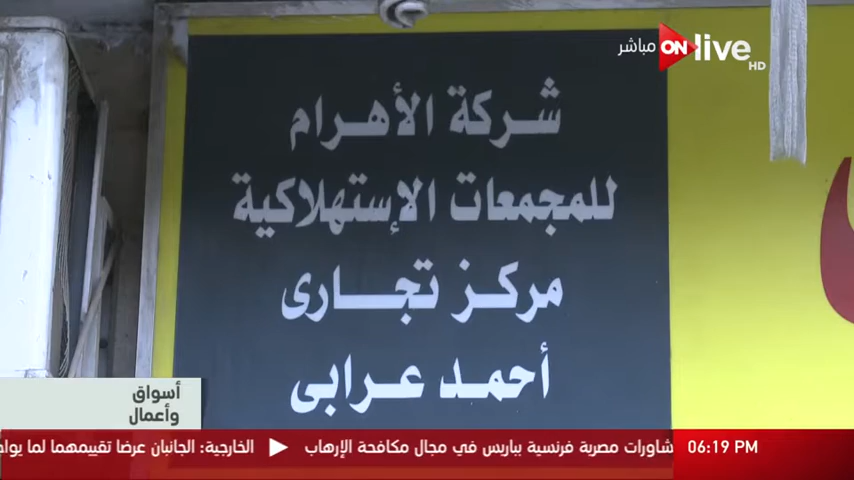 مباشر ON live HD
شركة الأهرام
للمجمعات الإستهلاكية
مركز تجارى
أحمد عرابى
أسواق
وأعمال
مصرية فرنسية بباريس في مجال مكافحة الإرهاب ◀ الخارجية: الجانبان عرضا تقييمهما لما
06:19 PM